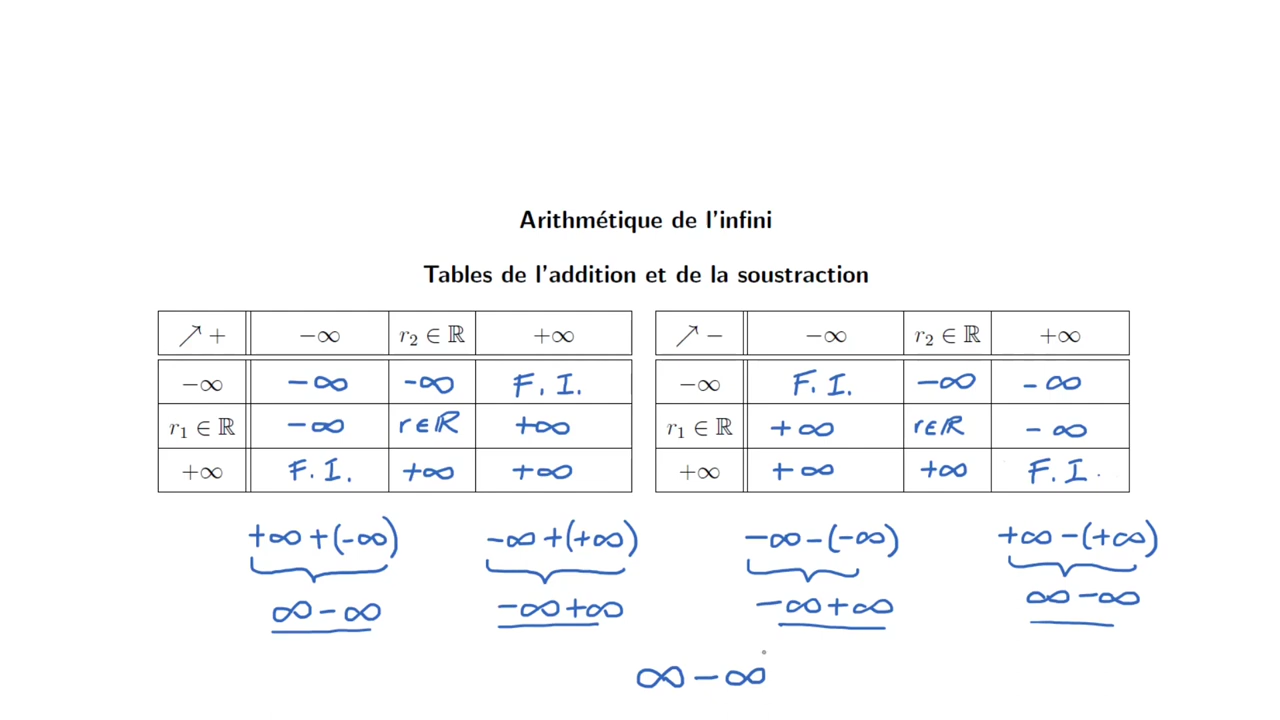 Arithmétique de l'infini
Tables de l'addition et de la soustraction
↗ + −∞ r₂ ∈ ℝ +∞
−∞ −∞ −∞ F. I.
r₁ ∈ ℝ −∞ r∈ℝ +∞
+∞ F. I. +∞ +∞
↗ − −∞ r₂ ∈ ℝ +∞
−∞ F. I. −∞ −∞
r₁ ∈ ℝ +∞ r∈ℝ −∞
+∞ +∞ +∞ F. I.
+∞ + (−∞) −∞ + (+∞) −∞ − (−∞) +∞ − (+∞)
∞ − ∞ −∞ + ∞ −∞ + ∞ ∞ − ∞
∞ − ∞